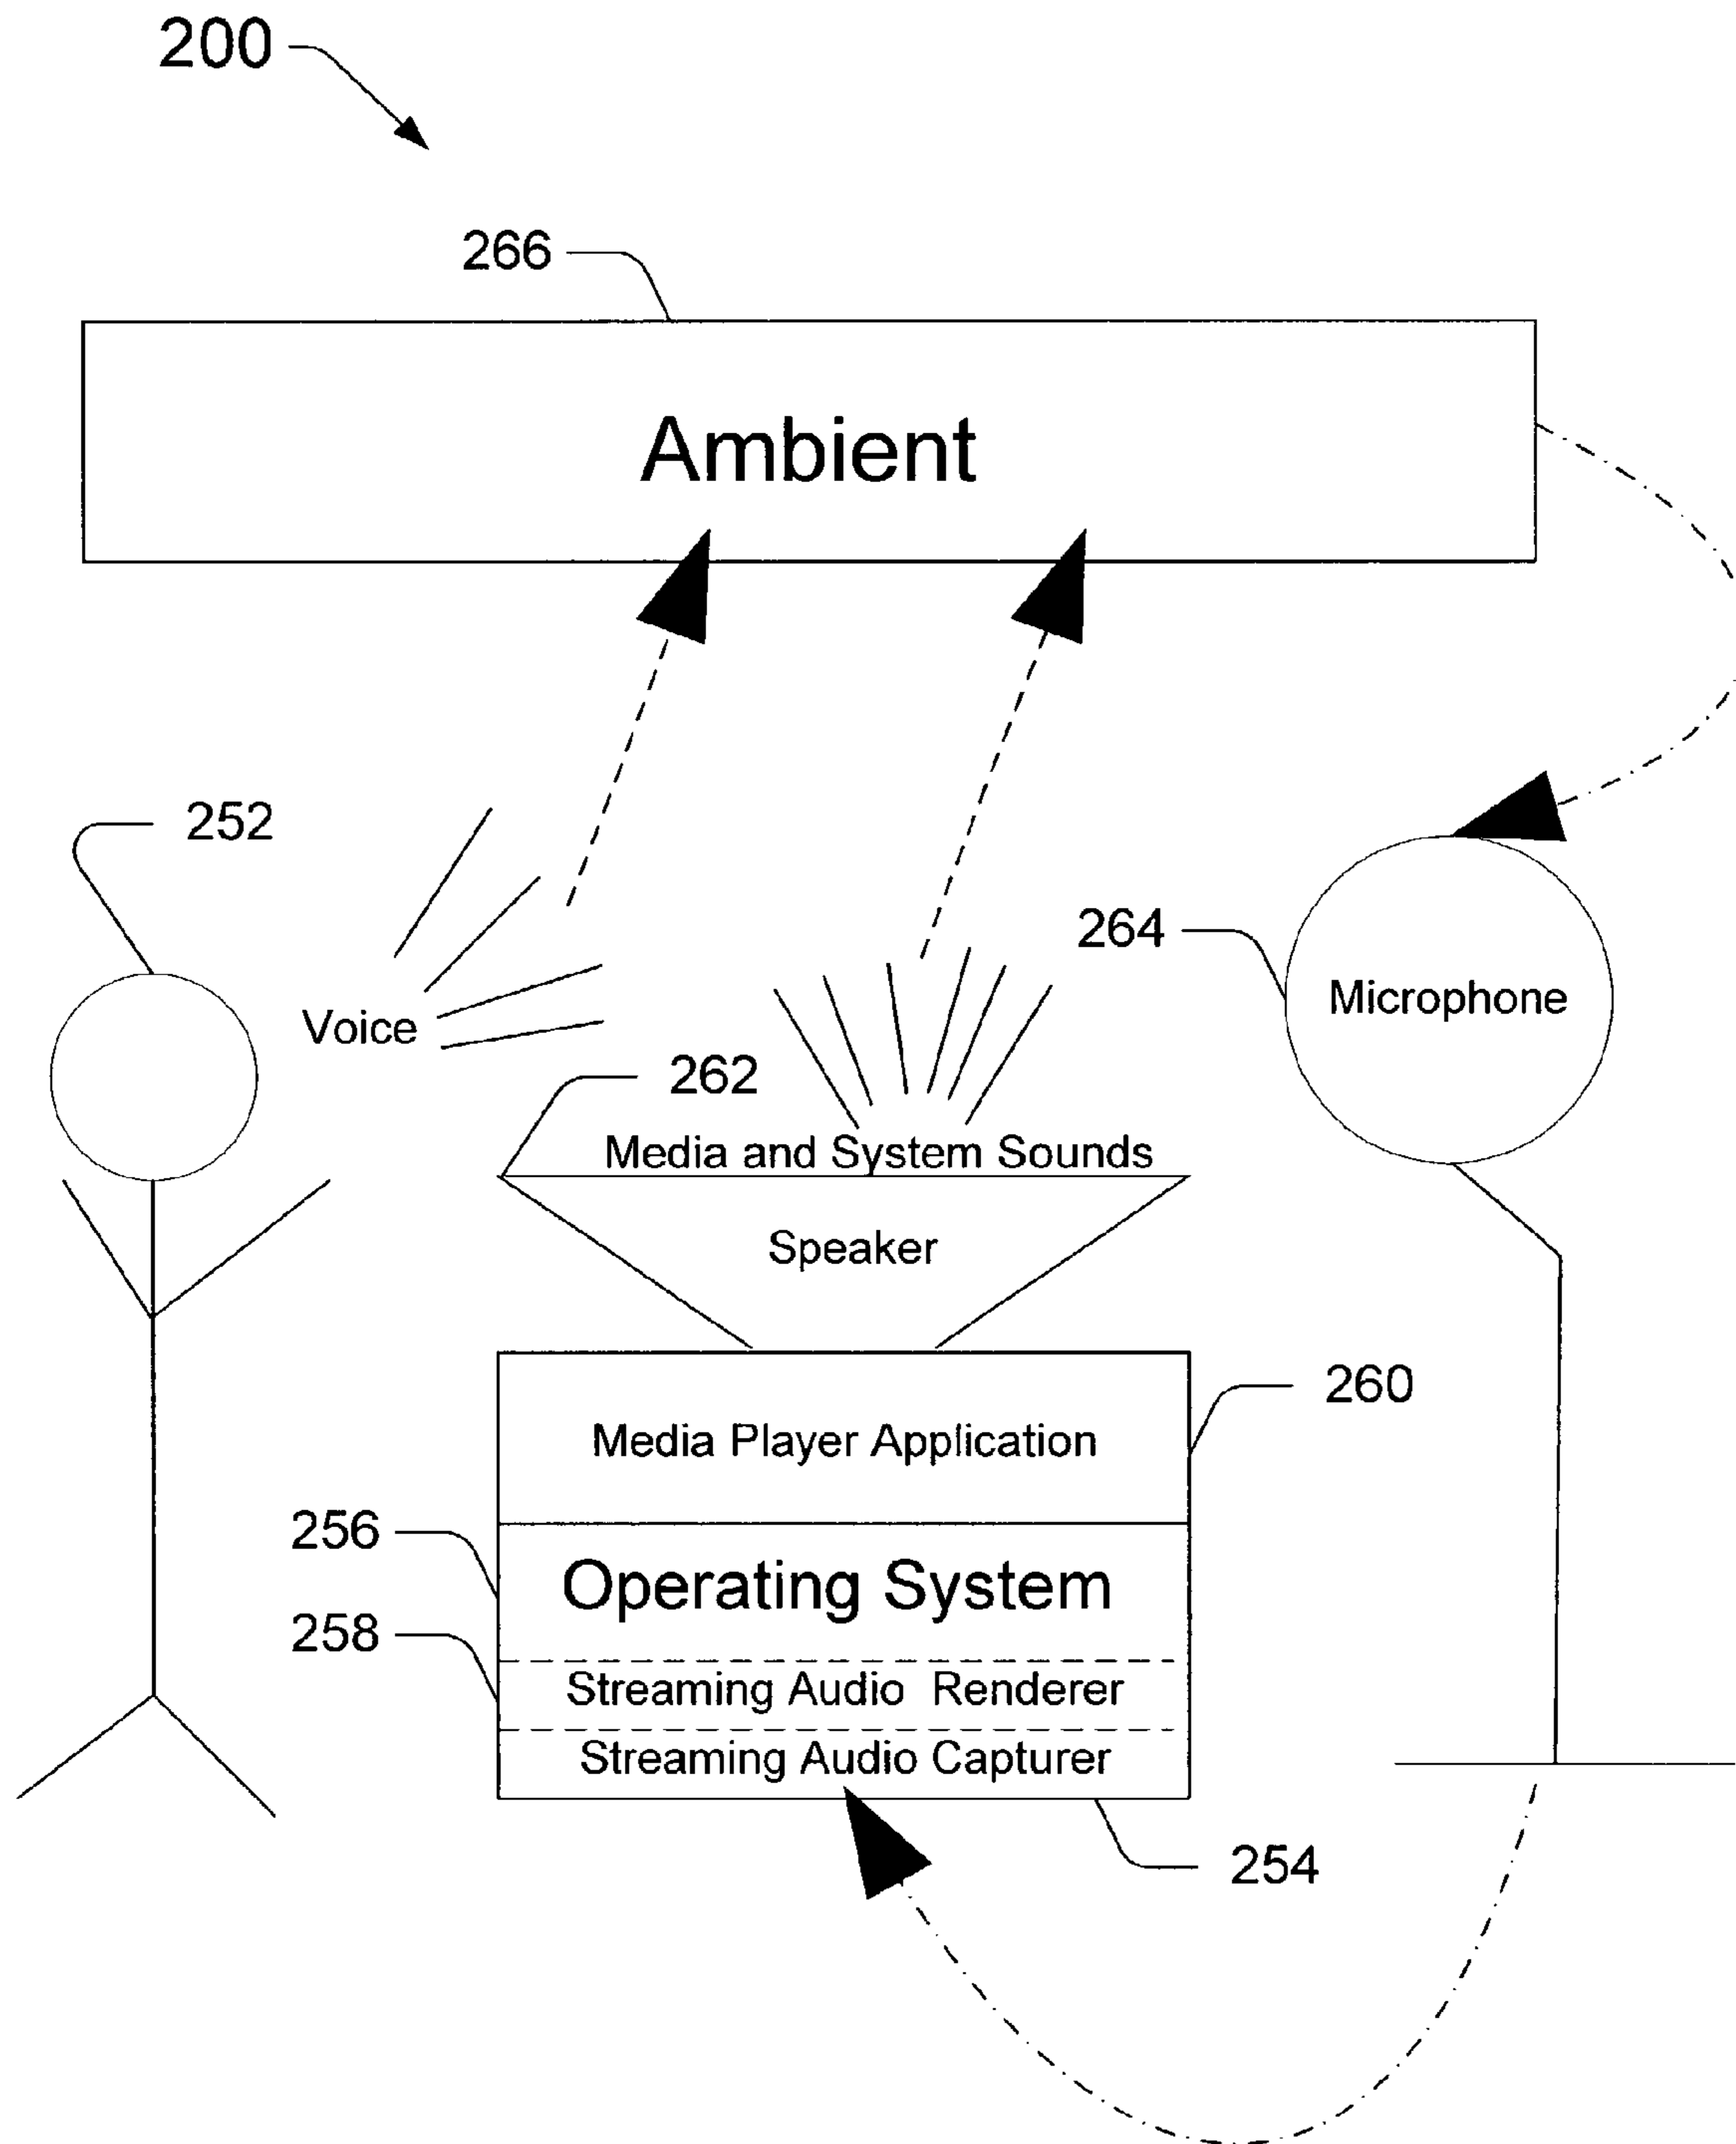 200
266
Ambient
252
Voice
264
Microphone
262
Media and System Sounds
Speaker
260
Media Player Application
256
Operating System
258
Streaming Audio Renderer
Streaming Audio Capturer
254